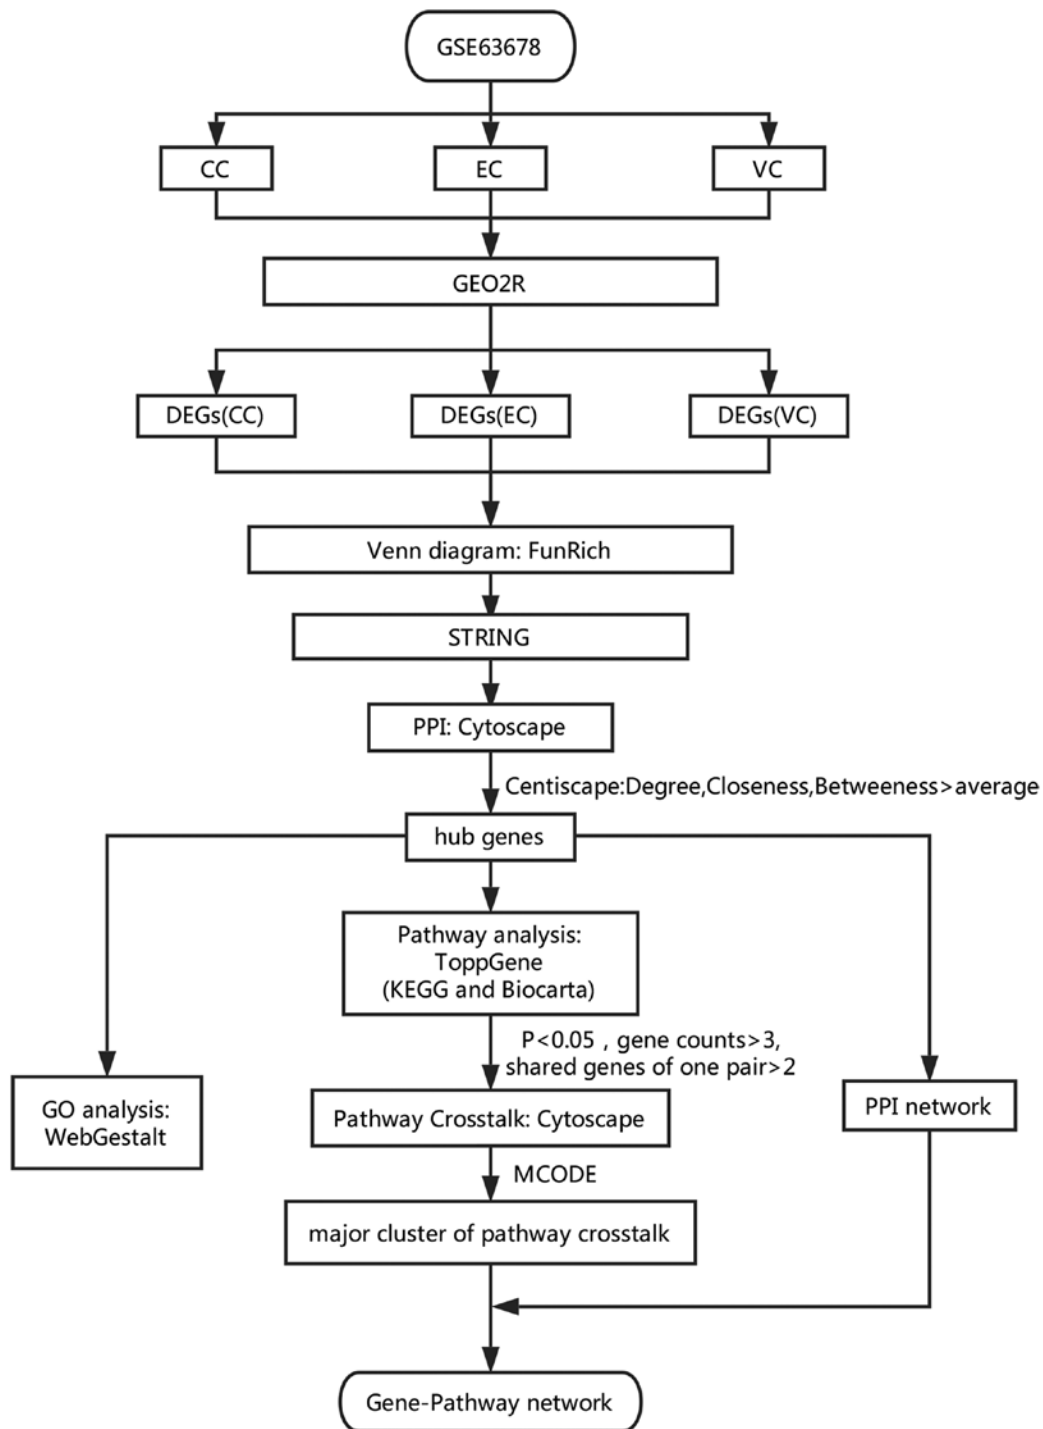 GSE63678
CC
EC
VC
GEO2R
DEGs(CC)
DEGs(EC)
DEGs(VC)
Venn diagram: FunRich
STRING
PPI: Cytoscape
Centiscape:Degree,Closeness,Betweeness>average
hub genes
Pathway analysis:
ToppGene
(KEGG and Biocarta)
P<0.05 , gene counts>3,
shared genes of one pair>2
GO analysis:
WebGestalt
Pathway Crosstalk: Cytoscape
PPI network
MCODE
major cluster of pathway crosstalk
Gene-Pathway network